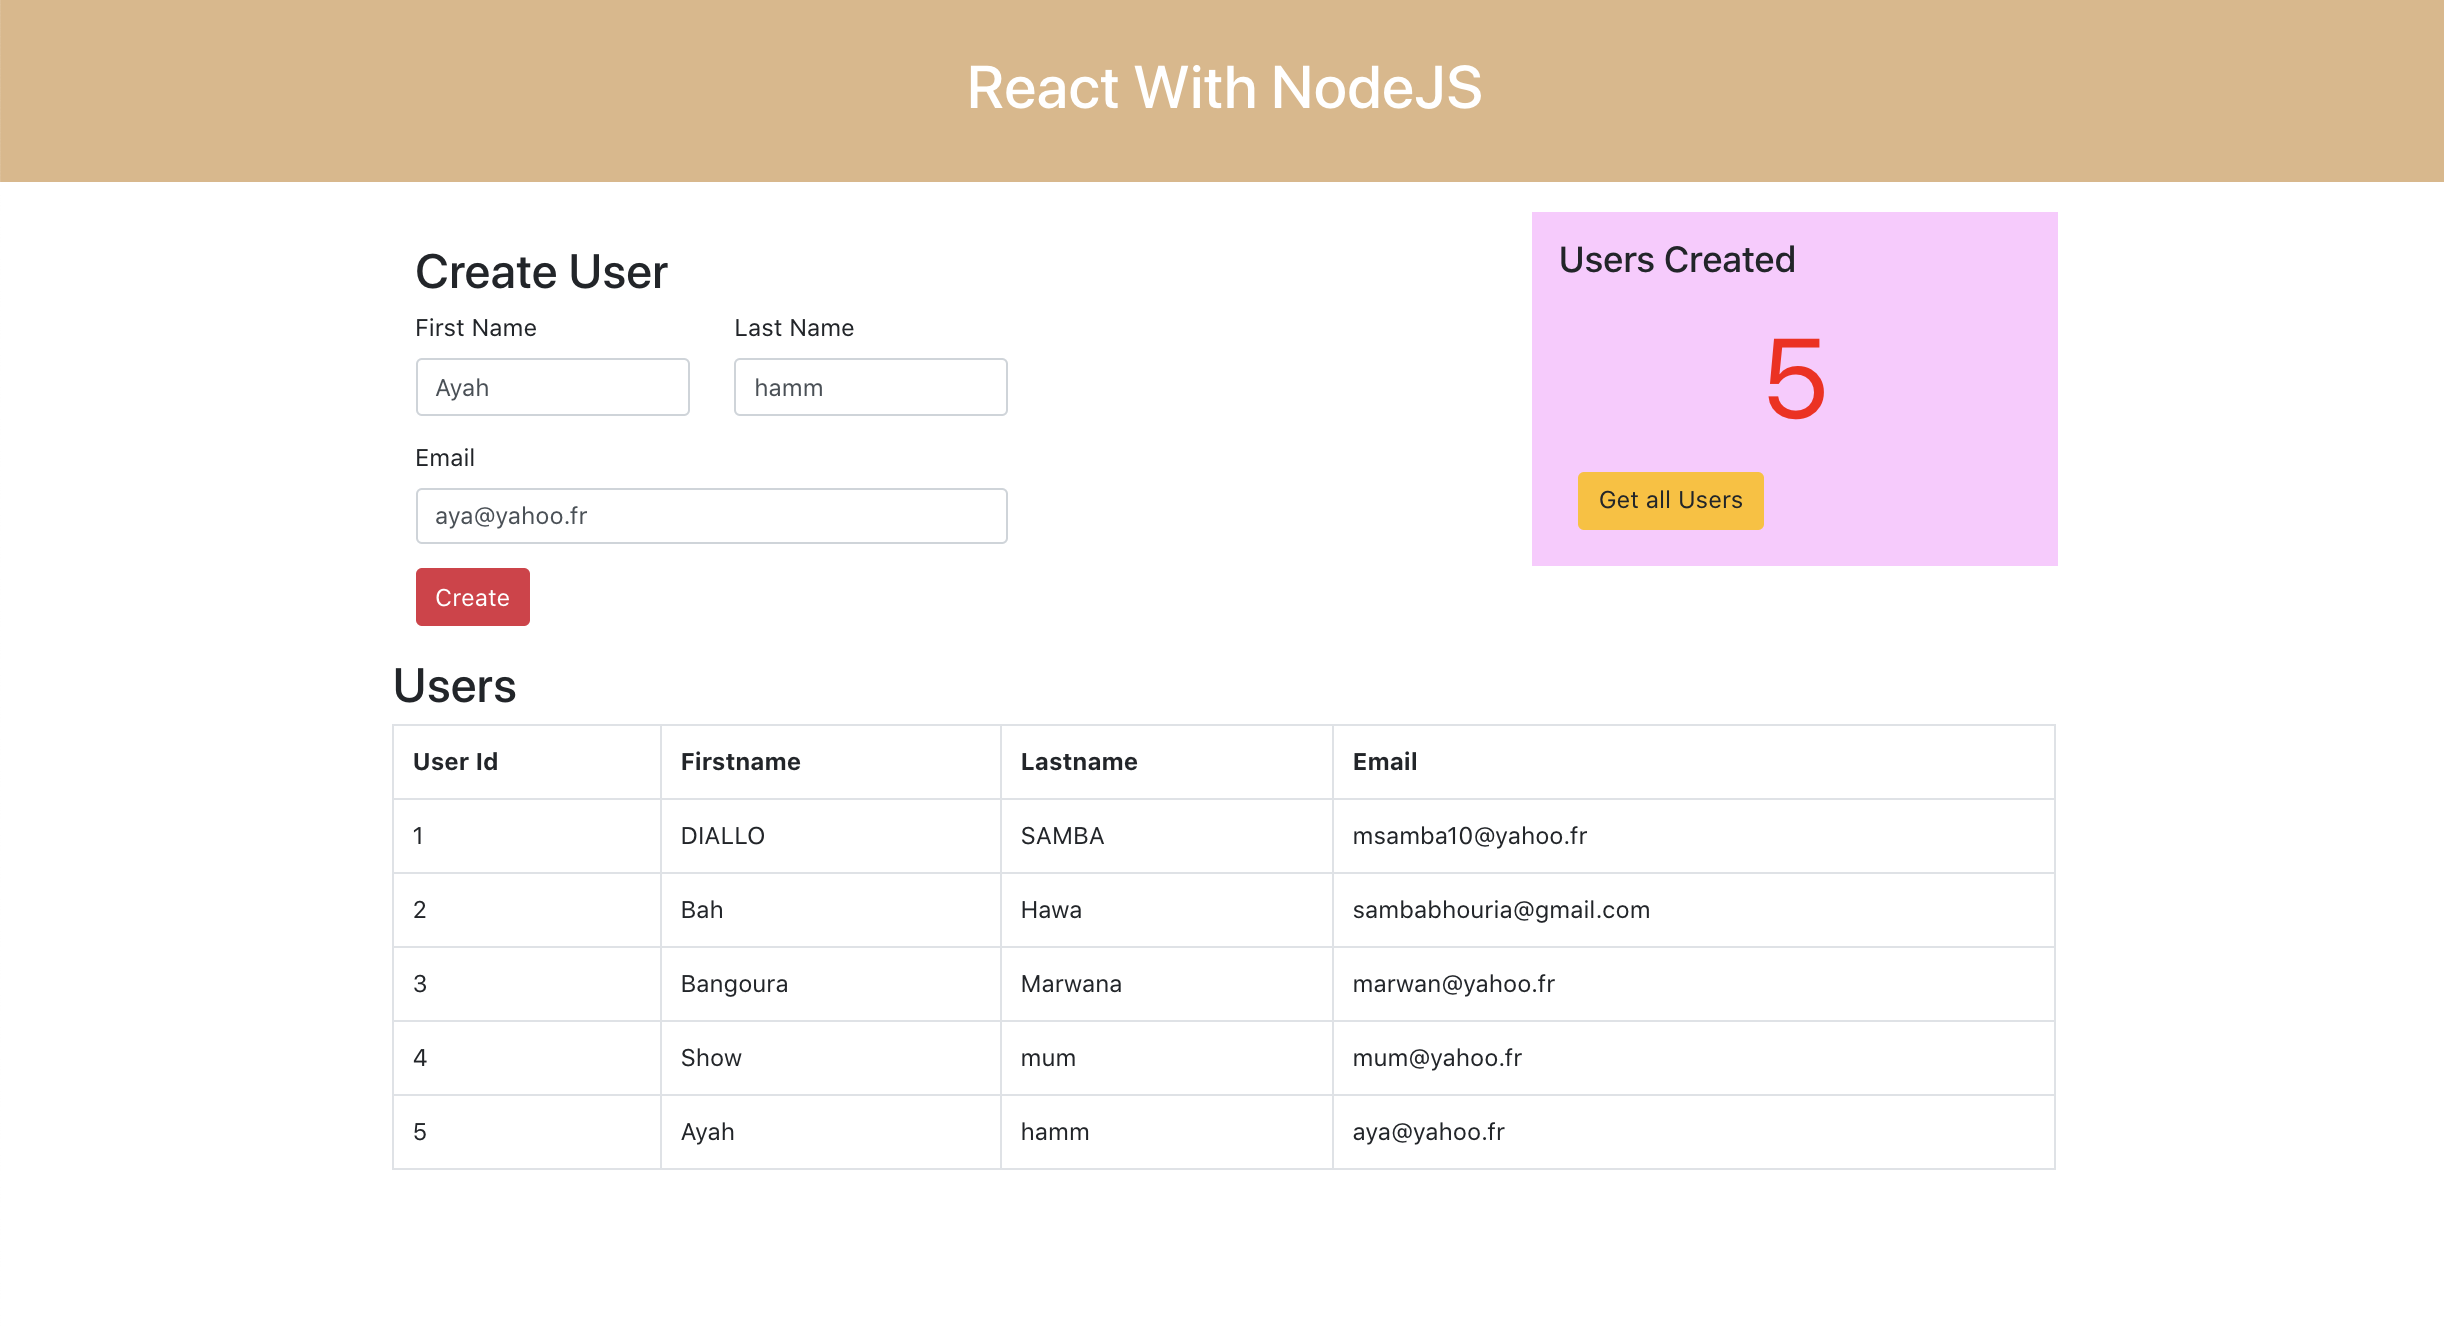 React With NodeJS
Create User
First Name Last Name
Ayah hamm
Email
aya@yahoo.fr
Create
Users Created
5
Get all Users
Users
User Id Firstname Lastname Email
1 DIALLO SAMBA msamba10@yahoo.fr
2 Bah Hawa sambabhouria@gmail.com
3 Bangoura Marwana marwan@yahoo.fr
4 Show mum mum@yahoo.fr
5 Ayah hamm aya@yahoo.fr